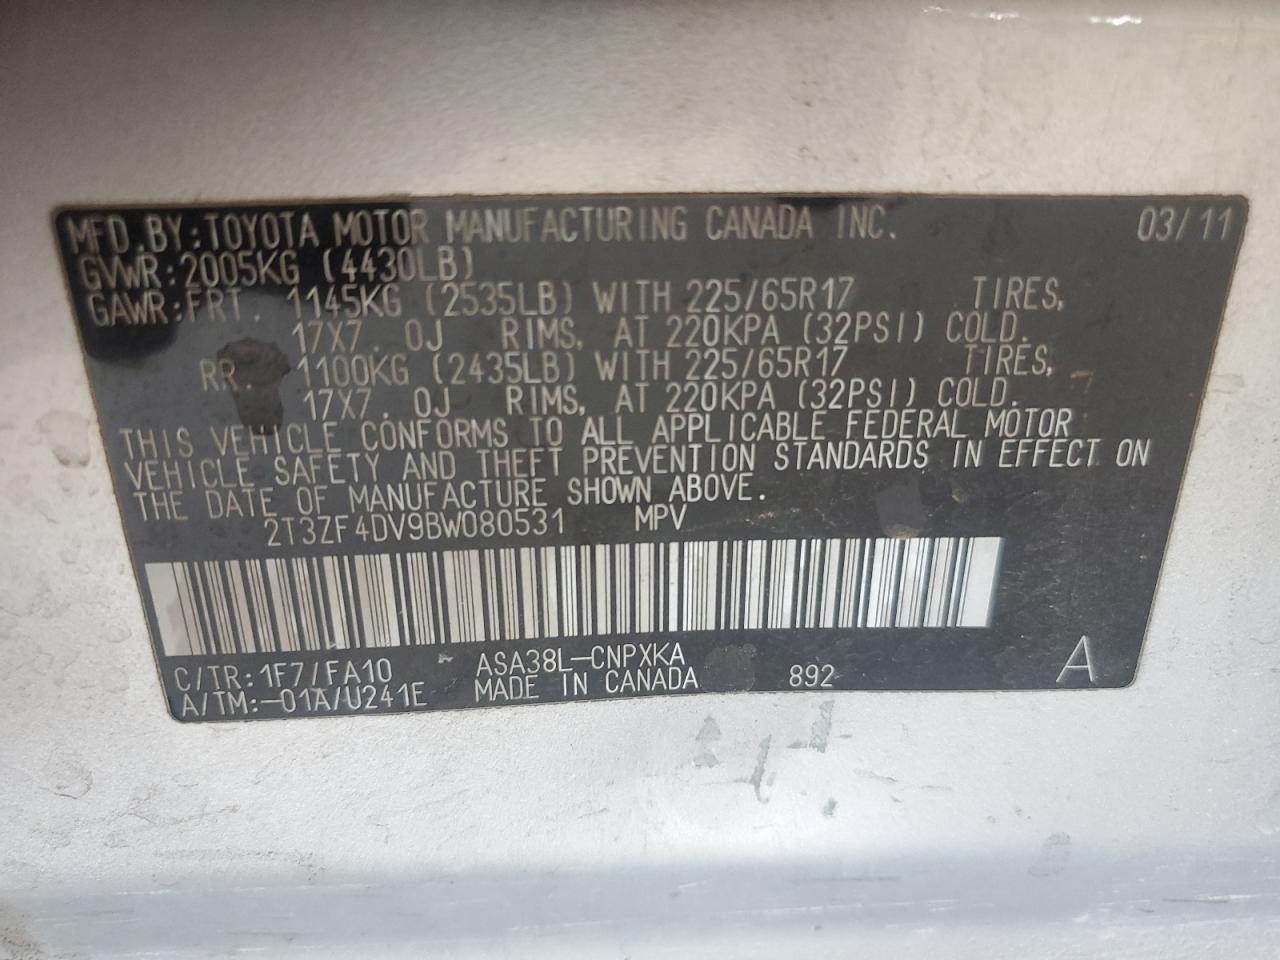 MFD.BY:TOYOTA MOTOR MANUFACTURING CANADA INC. 03/11
GVWR:2005KG (4430LB)
GAWR:FRT. 1145KG (2535LB) WITH 225/65R17 TIRES,
17X7.0J RIMS, AT 220KPA (32PSI) COLD.
RR. 1100KG (2435LB) WITH 225/65R17 TIRES,
17X7.0J RIMS, AT 220KPA (32PSI) COLD.
THIS VEHICLE CONFORMS TO ALL APPLICABLE FEDERAL MOTOR
VEHICLE SAFETY AND THEFT PREVENTION STANDARDS IN EFFECT ON
THE DATE OF MANUFACTURE SHOWN ABOVE.
2T3ZF4DV9BW080531 MPV
C/TR:1F7/FA10 ASA38L-CNPXKA
A/TM:-01A/U241E MADE IN CANADA 892 A